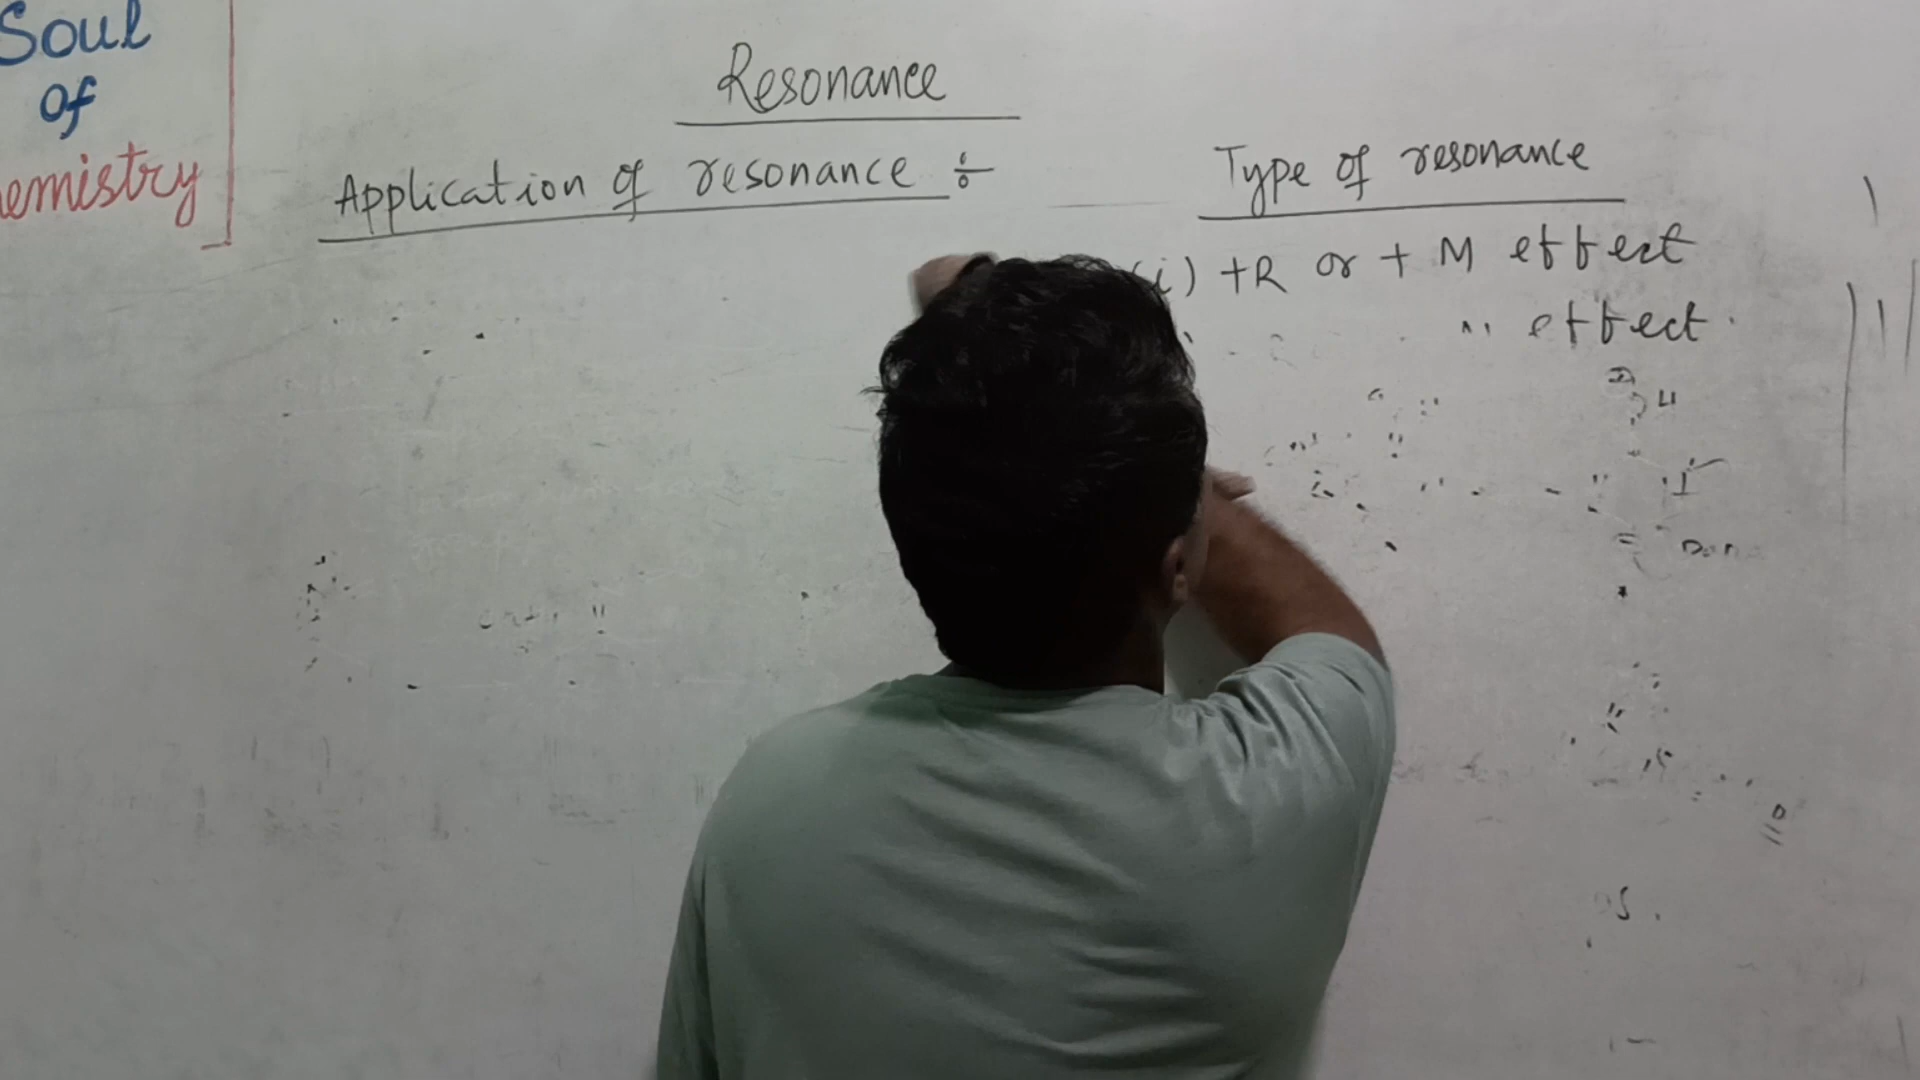 Soul
of
emistry
Resonance
Application of resonance ÷
Type of resonance
(i) +R or + M effect
effect